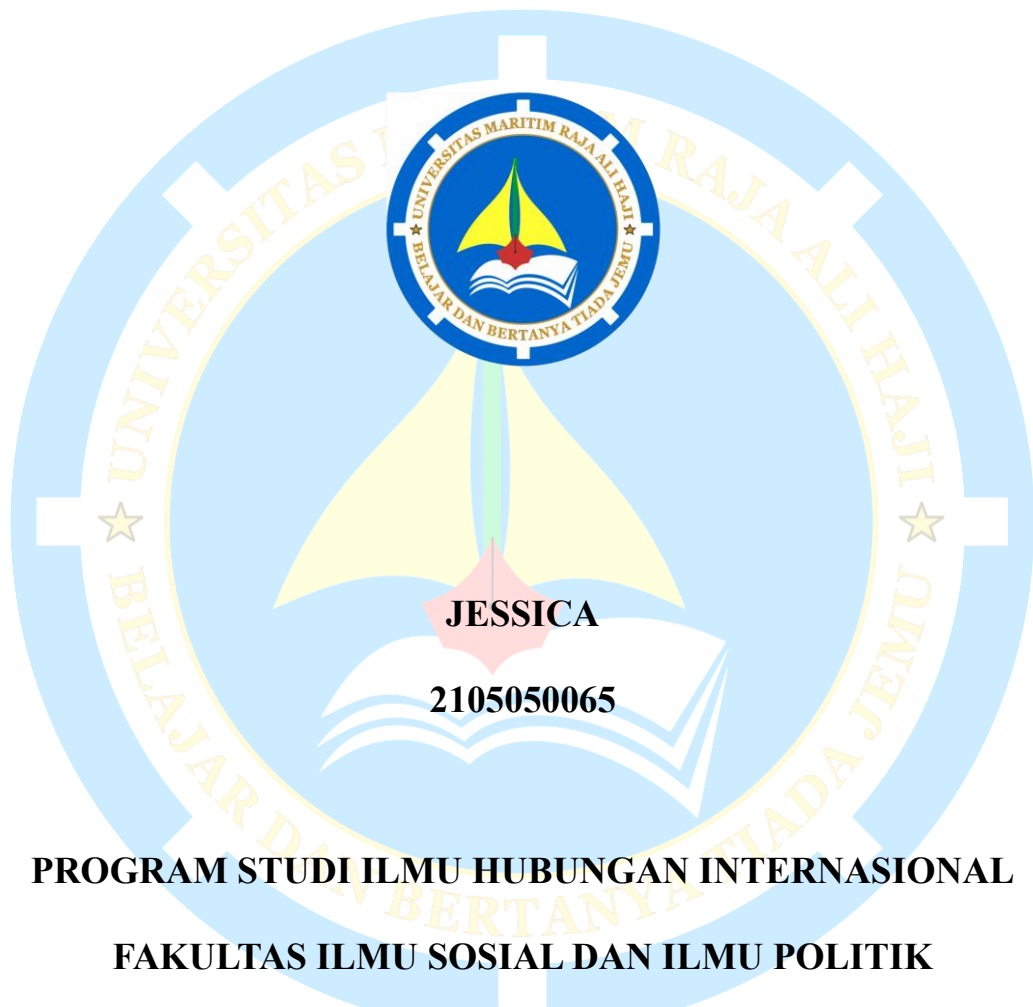 UNIVERSITAS MARITIM RAJA ALI HAJI
BELAJAR DAN BERTANYA TIADA JEMU
JESSICA
2105050065
PROGRAM STUDI ILMU HUBUNGAN INTERNASIONAL
FAKULTAS ILMU SOSIAL DAN ILMU POLITIK